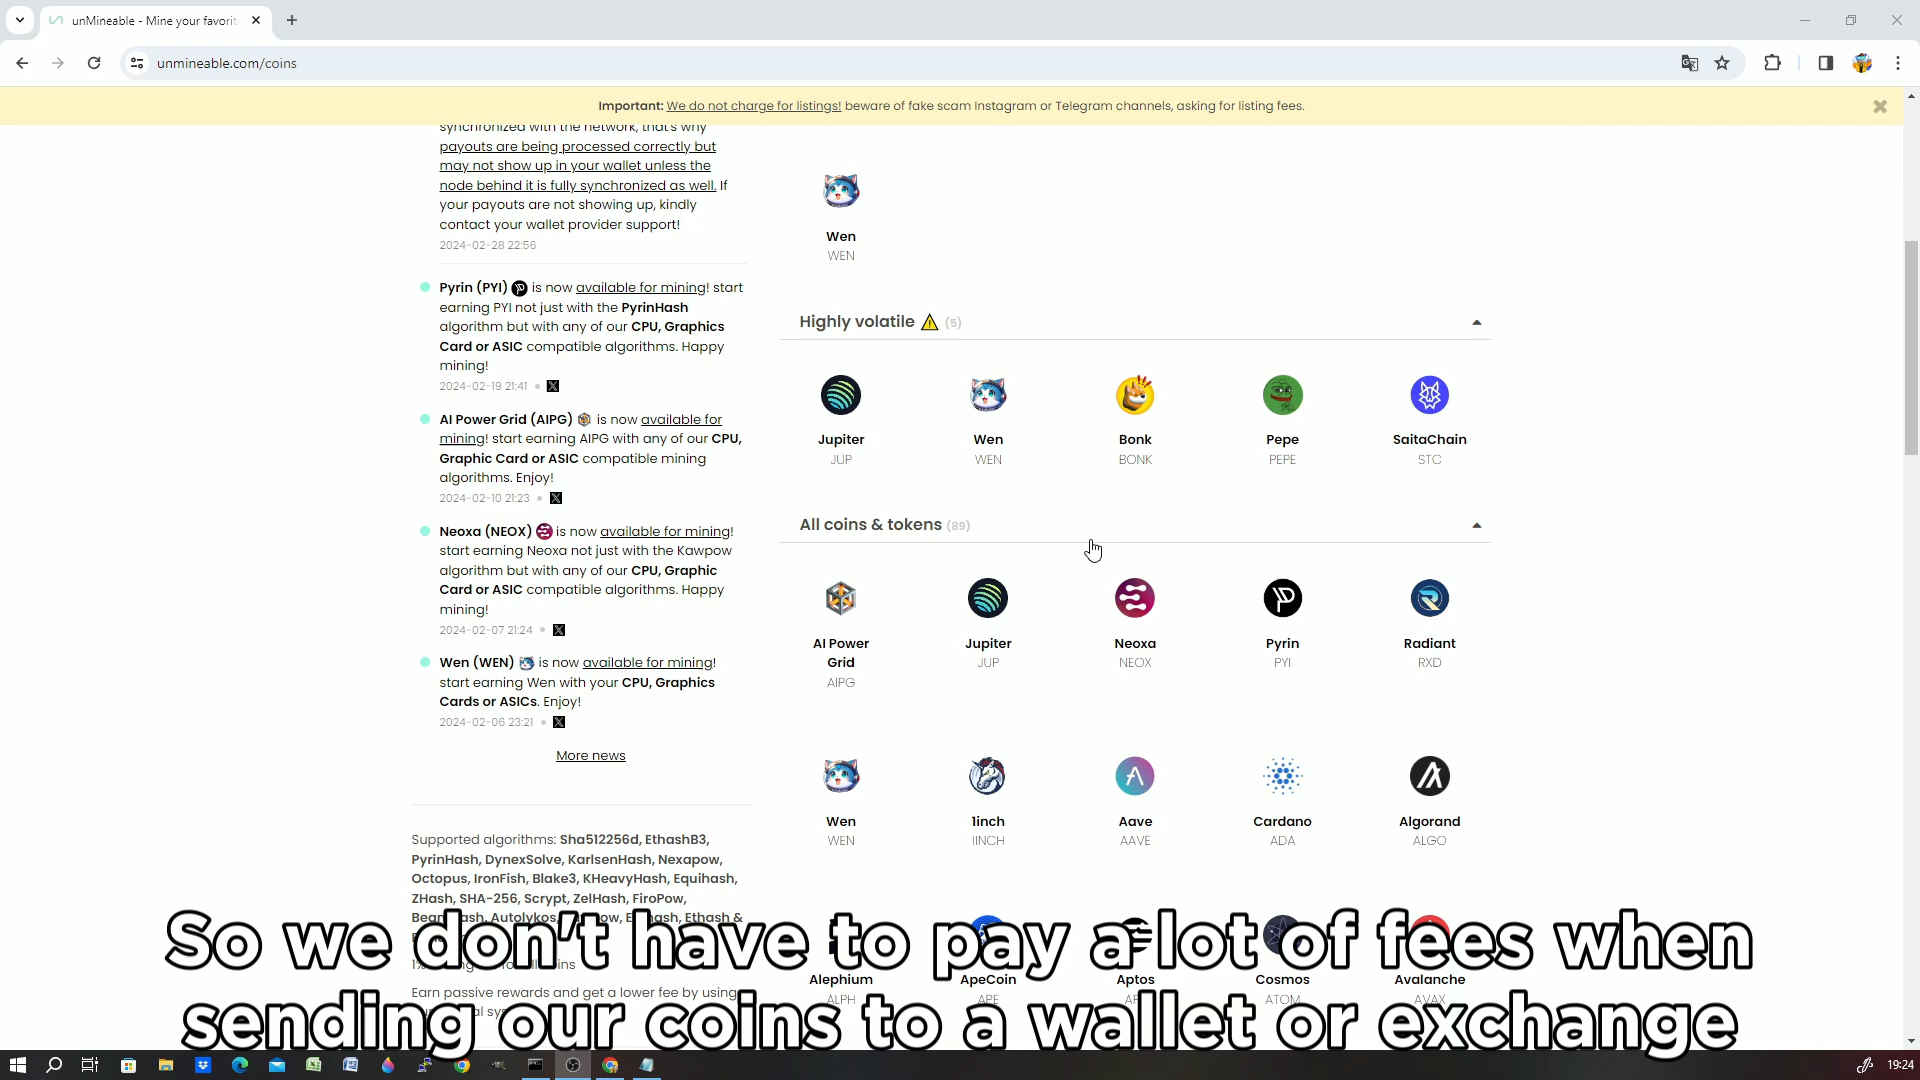 unMineable - Mine your favorit
unmineable.com/coins
Important: We do not charge for listings! beware of fake scam Instagram or Telegram channels, asking for listing fees.
synchronized with the network, that's why
payouts are being processed correctly but
may not show up in your wallet unless the
node behind it is fully synchronized as well. If
your payouts are not showing up, kindly
contact your wallet provider support!
2024-02-28 22:56
Pyrin (PYI) is now available for mining! start
earning PYI not just with the PyrinHash
algorithm but with any of our CPU, Graphics
Card or ASIC compatible algorithms. Happy
mining!
2024-02-19 21:41
AI Power Grid (AIPG) is now available for
mining! start earning AIPG with any of our CPU,
Graphic Card or ASIC compatible mining
algorithms. Enjoy!
2024-02-10 21:23
Neoxa (NEOX) is now available for mining!
start earning Neoxa not just with the Kawpow
algorithm but with any of our CPU, Graphic
Card or ASIC compatible algorithms. Happy
mining!
2024-02-07 21:24
Wen (WEN) is now available for mining!
start earning Wen with your CPU, Graphics
Cards or ASICs. Enjoy!
2024-02-06 23:21
More news
Supported algorithms: Sha512256d, EthashB3,
PyrinHash, DynexSolve, KarlsenHash, Nexapow,
Octopus, IronFish, Blake3, KHeavyHash, Equihash,
ZHash, SHA-256, Scrypt, ZelHash, FiroPow,
Autolykos, Ethash &
Earn passive rewards and get a lower fee by using
Wen
WEN
Highly volatile (5)
Jupiter Wen Bonk Pepe SaitaChain
JUP WEN BONK PEPE STC
All coins & tokens (89)
AI Power Jupiter Neoxa Pyrin Radiant
Grid JUP NEOX PYI RXD
AIPG
Wen 1inch Aave Cardano Algorand
WEN 1INCH AAVE ADA ALGO
Alephium ApeCoin Aptos Cosmos Avalanche
ALPH APE ATOM AVAX
So we don't have to pay a lot of fees when
sending our coins to a wallet or exchange
19:24